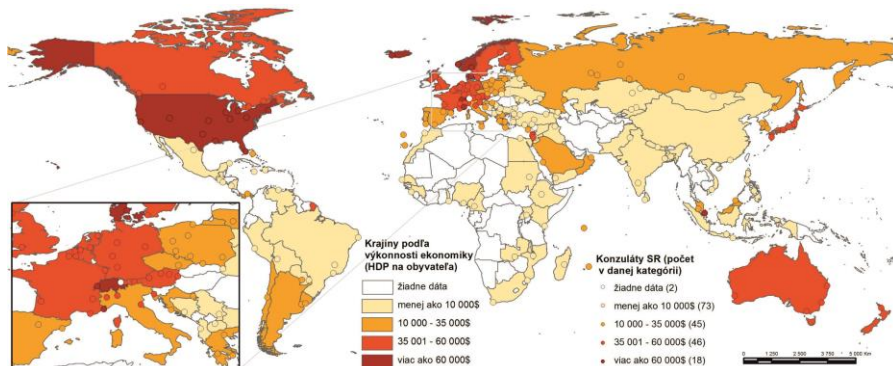 Krajiny podľa
výkonnosti ekonomiky
(HDP na obyvateľa)
žiadne dáta
menej ako 10 000$
10 000 - 35 000$
35 001 - 60 000$
viac ako 60 000$
Konzuláty SR (počet
v danej kategórii)
žiadne dáta (2)
menej ako 10 000$ (73)
10 000 - 35 000$ (45)
35 001 - 60 000$ (46)
viac ako 60 000$ (18)
0 1 250 2 500 3 750 5 000 Km